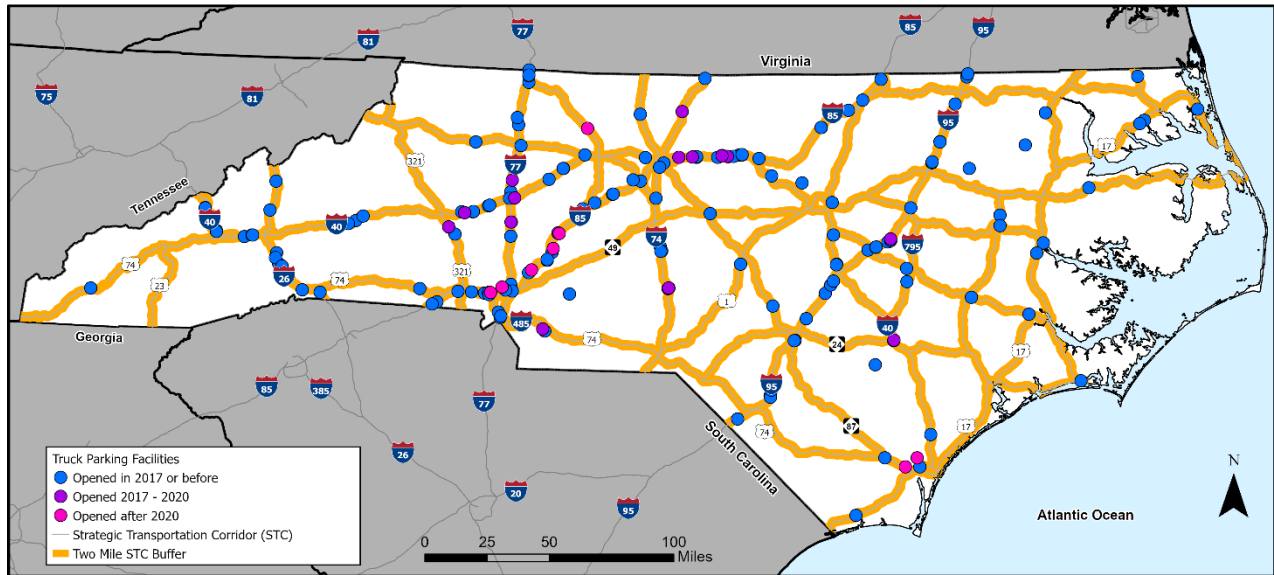 81
77
85
95
Virginia
75
81
85
95
321
77
17
Tennessee
40
40
85
49
74
795
74
23
26
74
321
1
Georgia
485
74
40
24
17
85
385
77
95
74
87
17
South Carolina
26
20
95
N
Atlantic Ocean
Truck Parking Facilities
Opened in 2017 or before
Opened 2017 - 2020
Opened after 2020
Strategic Transportation Corridor (STC)
Two Mile STC Buffer
0 25 50 100
Miles